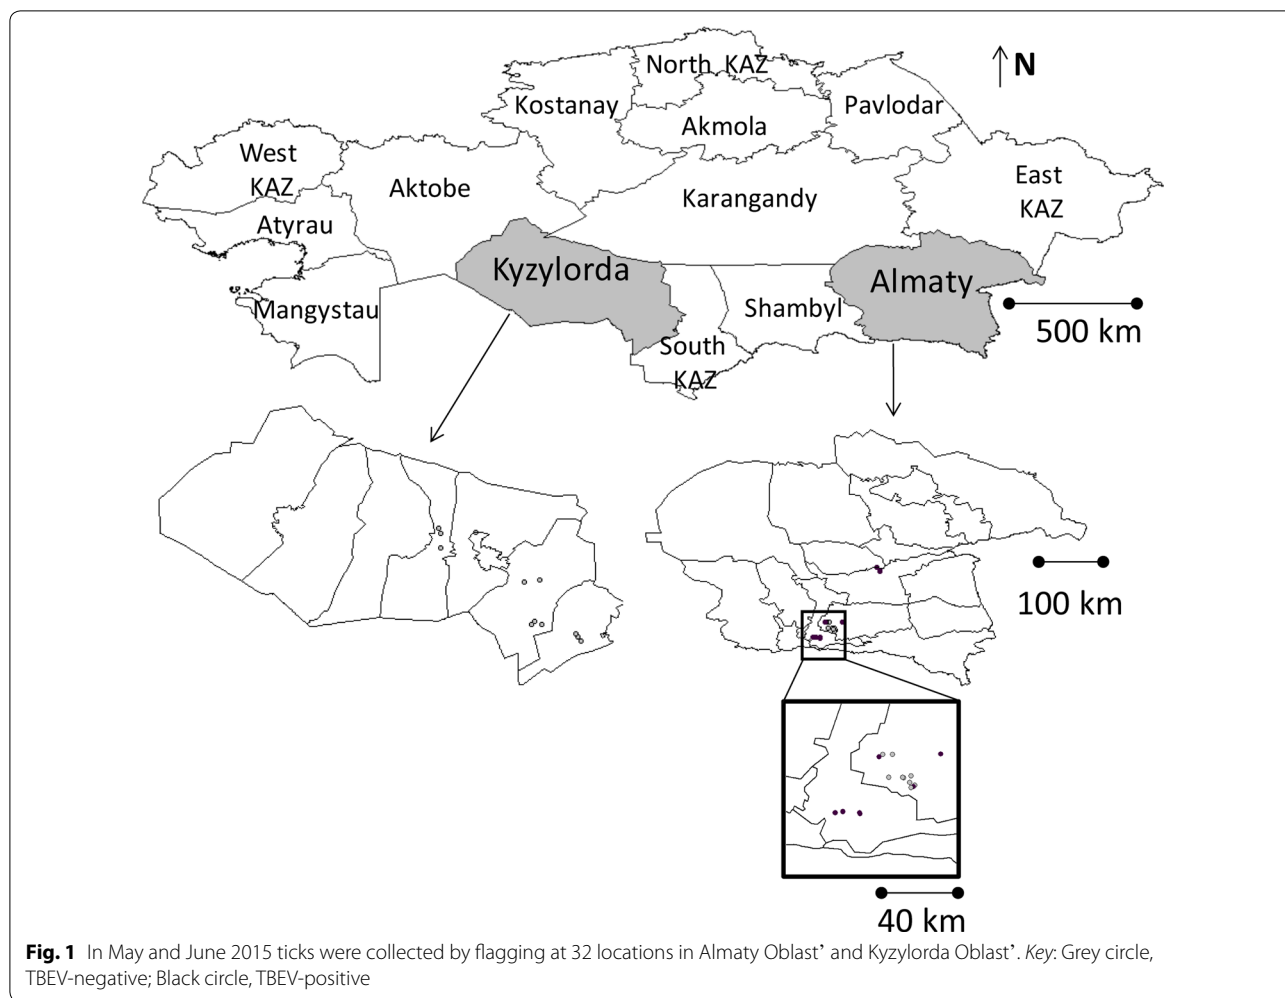 North KAZ
N
Kostanay
Pavlodar
Akmola
West
KAZ
Aktobe
Karangandy
East
KAZ
Atyrau
Kyzylorda
Almaty
Mangystau
Shambyl
500 km
South
KAZ
100 km
40 km
Fig. 1 In May and June 2015 ticks were collected by flagging at 32 locations in Almaty Oblast’ and Kyzylorda Oblast’. Key: Grey circle,
TBEV-negative; Black circle, TBEV-positive